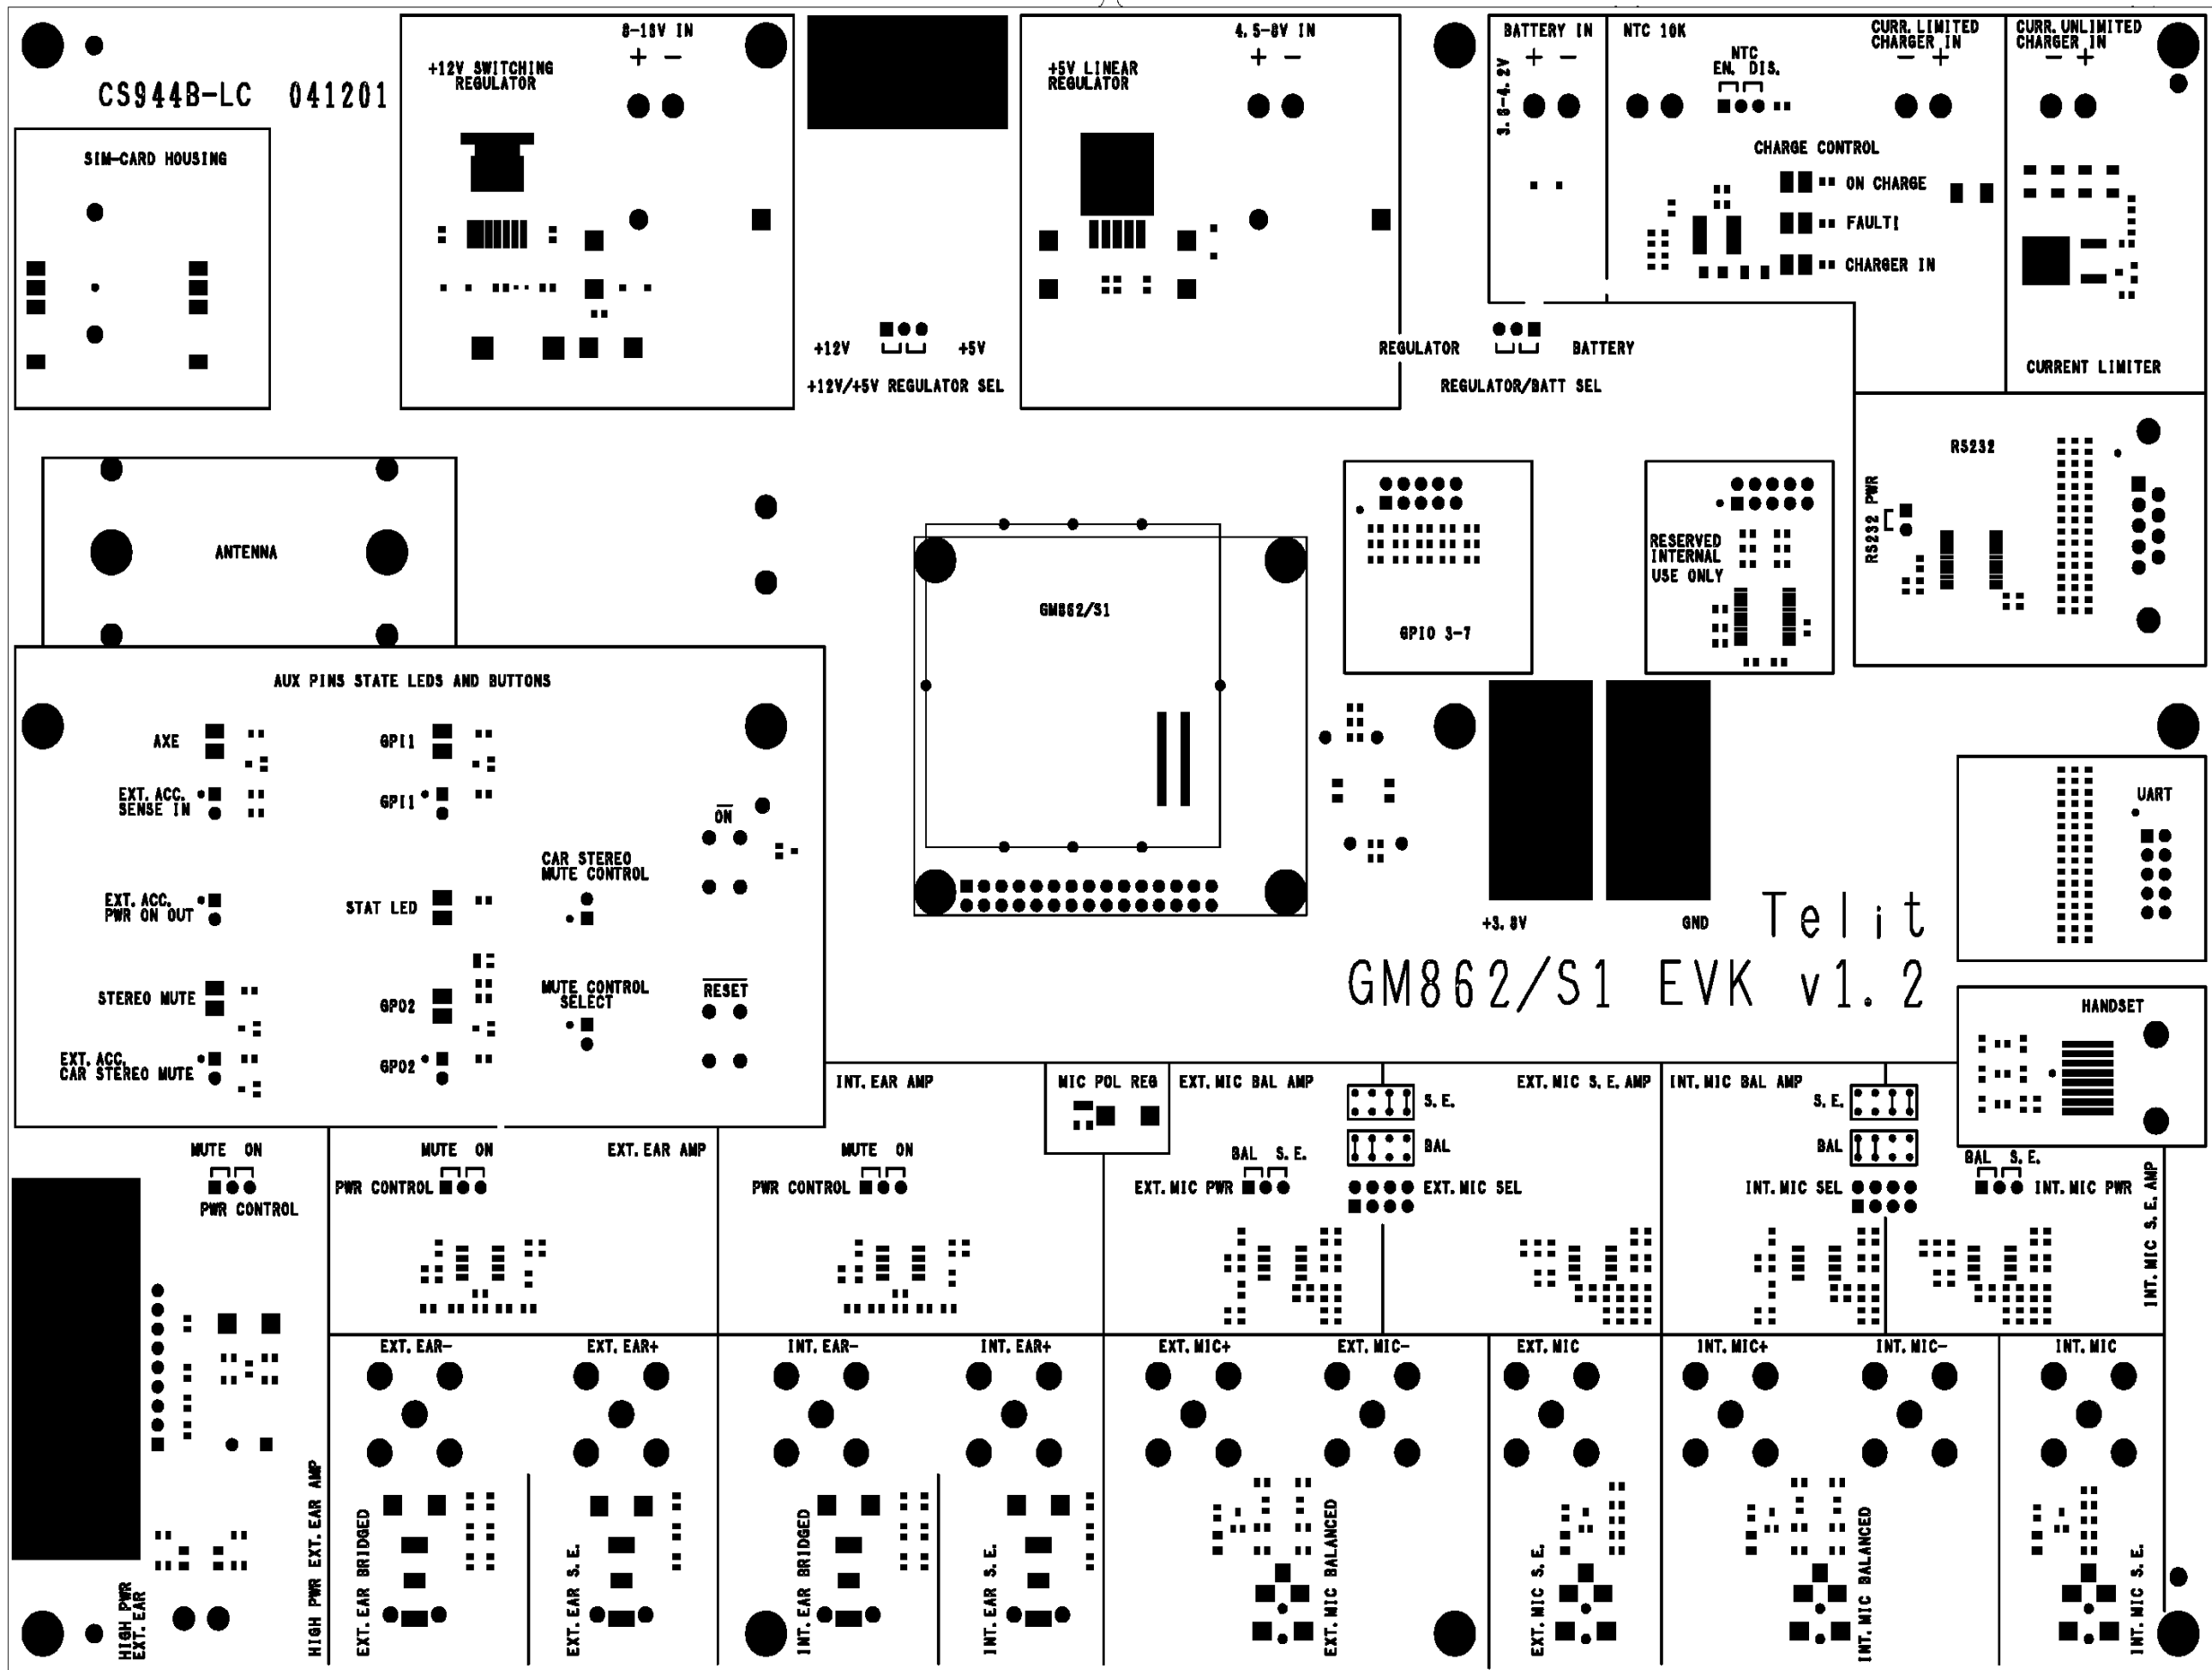 CS944B-LC 041201
8-18V IN
+ -
+12V SWITCHING
REGULATOR
4.5-8V IN
+ -
+5V LINEAR
REGULATOR
BATTERY IN
+ -
3.6-4.2V
NTC 10K
NTC
EN. DIS.
CURR. LIMITED
CHARGER IN
- +
CURR. UNLIMITED
CHARGER IN
- +
SIM-CARD HOUSING
CHARGE CONTROL
ON CHARGE
FAULT!
CHARGER IN
+12V
+5V
+12V/+5V REGULATOR SEL
REGULATOR
BATTERY
REGULATOR/BATT SEL
CURRENT LIMITER
RS232
RS232 PWR
ANTENNA
GM862/S1
GPIO 3-7
RESERVED
INTERNAL
USE ONLY
AUX PINS STATE LEDS AND BUTTONS
AXE
GPI1
EXT. ACC.
SENSE IN
GPI1
ON
CAR STEREO
MUTE CONTROL
EXT. ACC.
PWR ON OUT
STAT LED
STEREO MUTE
GPO2
MUTE CONTROL
SELECT
RESET
EXT. ACC.
CAR STEREO MUTE
GPO2
UART
+3.8V
GND
Telit
GM862/S1 EVK v1.2
HANDSET
INT. EAR AMP
MIC POL REG
EXT. MIC BAL AMP
S.E.
BAL
EXT. MIC S.E. AMP
INT. MIC BAL AMP
S.E.
BAL
MUTE ON
PWR CONTROL
MUTE ON
PWR CONTROL
EXT. EAR AMP
MUTE ON
PWR CONTROL
BAL S.E.
EXT. MIC PWR
EXT. MIC SEL
INT. MIC SEL
BAL S.E.
INT. MIC PWR
INT. MIC S.E. AMP
EXT. EAR-
EXT. EAR+
INT. EAR-
INT. EAR+
EXT. MIC+
EXT. MIC-
EXT. MIC
INT. MIC+
INT. MIC-
INT. MIC
HIGH PWR
EXT. EAR
HIGH PWR EXT. EAR AMP
EXT. EAR BRIDGED
EXT. EAR S.E.
INT. EAR BRIDGED
INT. EAR S.E.
EXT. MIC BALANCED
EXT. MIC S.E.
INT. MIC BALANCED
INT. MIC S.E.